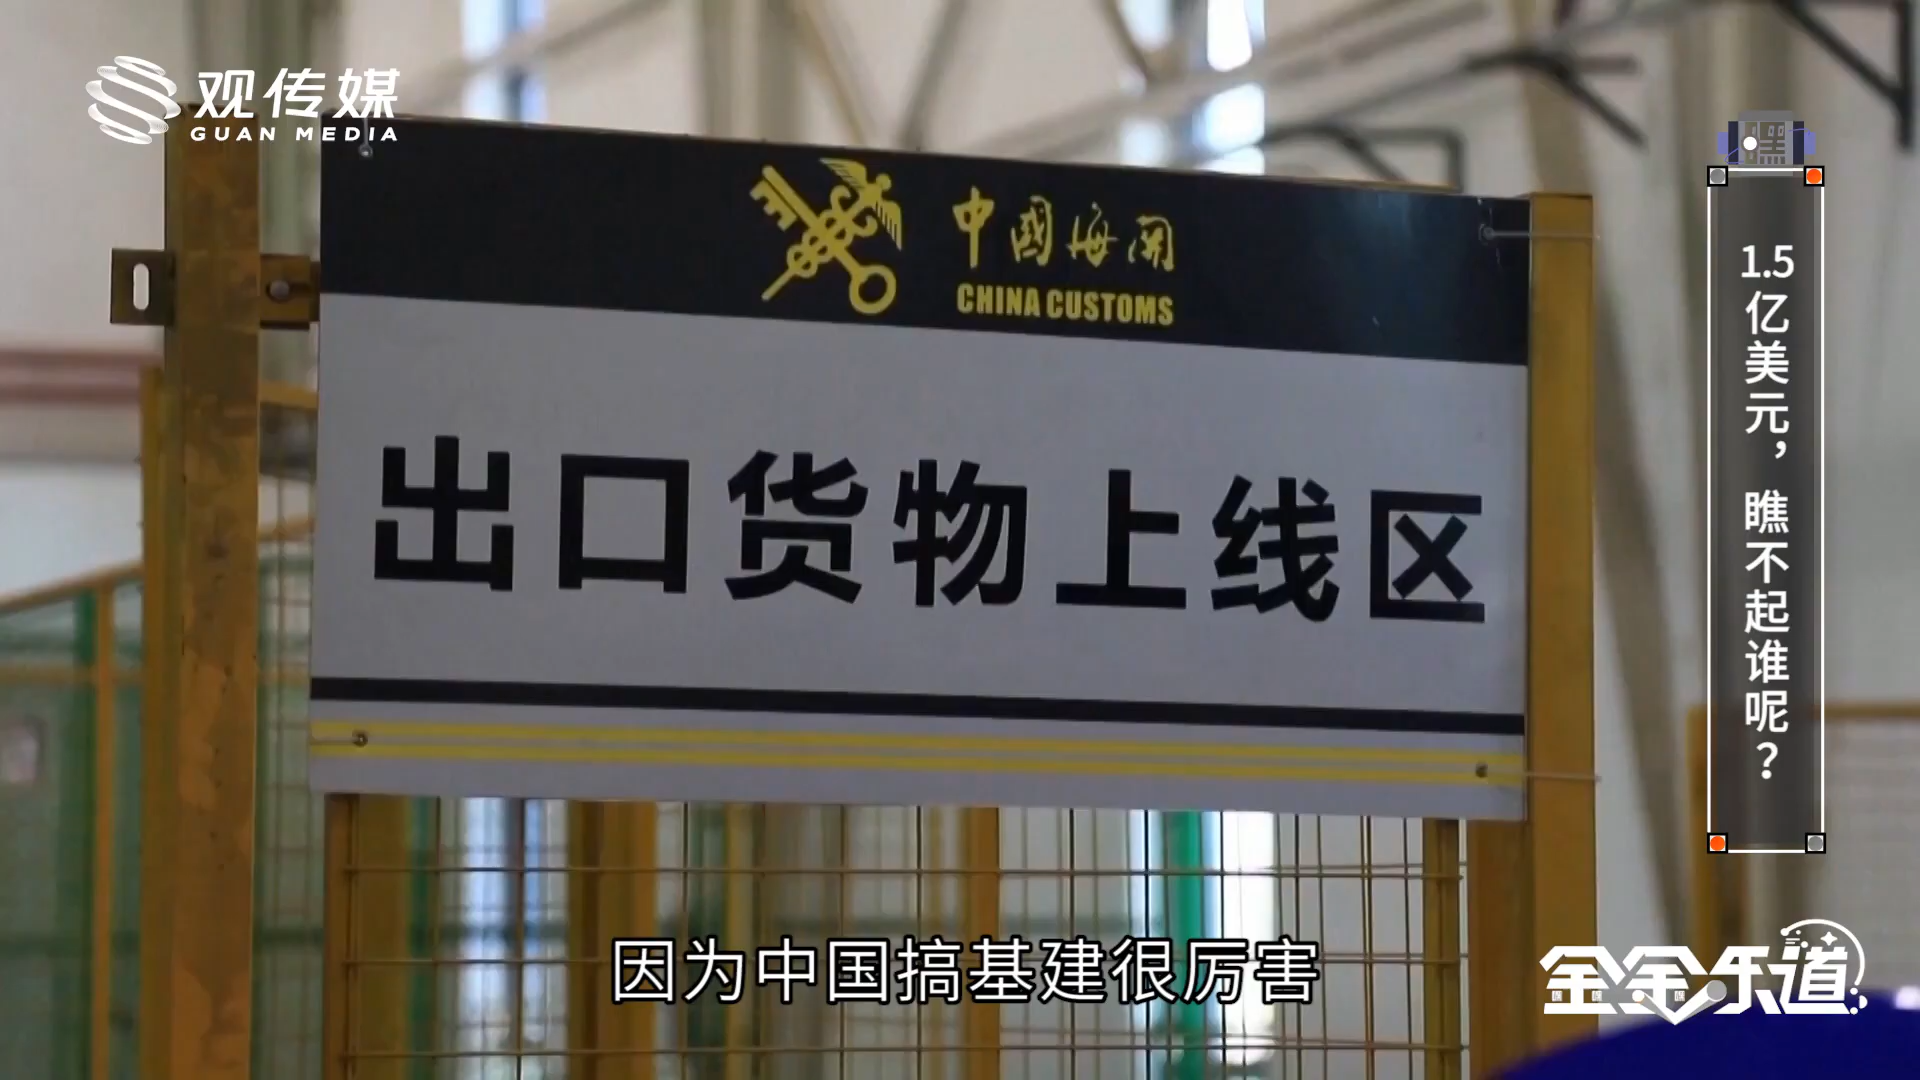 观传媒
GUAN MEDIA
中國海关
CHINA CUSTOMS
出口货物上线区
1.5亿美元，瞧不起谁呢？
因为中国搞基建很厉害
金金乐道